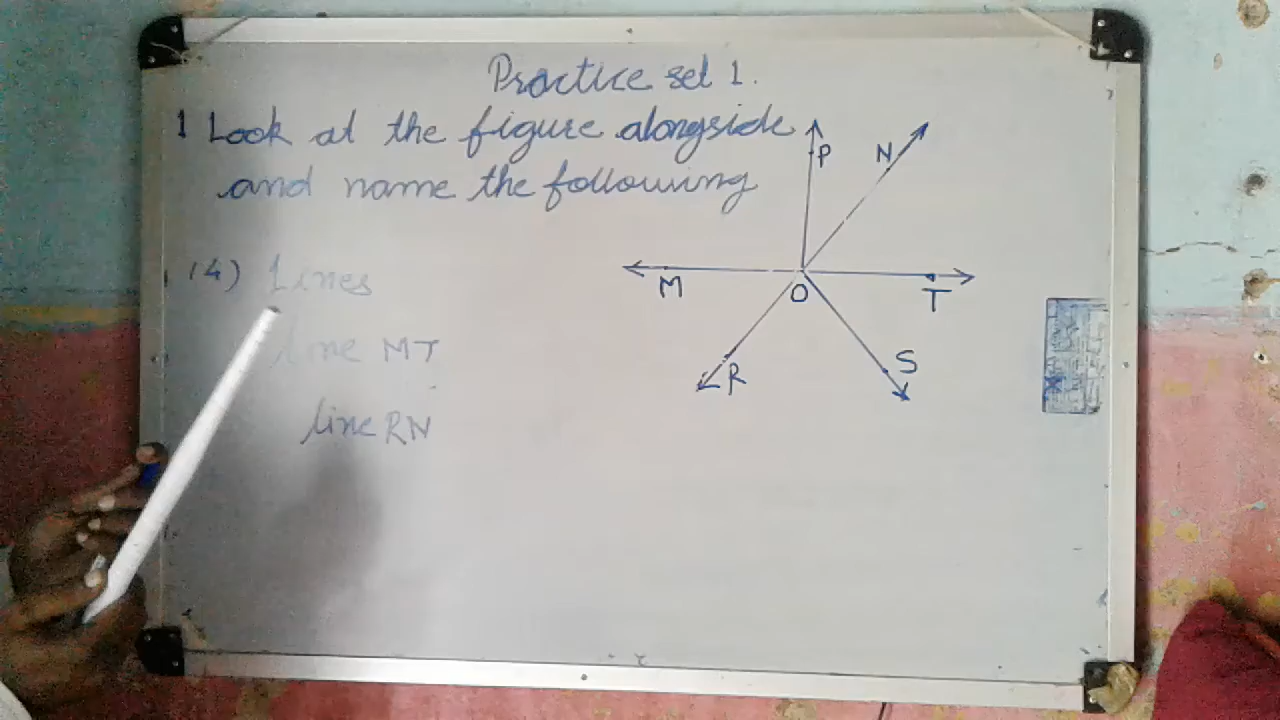 Practice set 1.
1 Look at the figure alongside
and name the following
(4) Lines
line MT
line RN
P
N
M
O
T
R
S